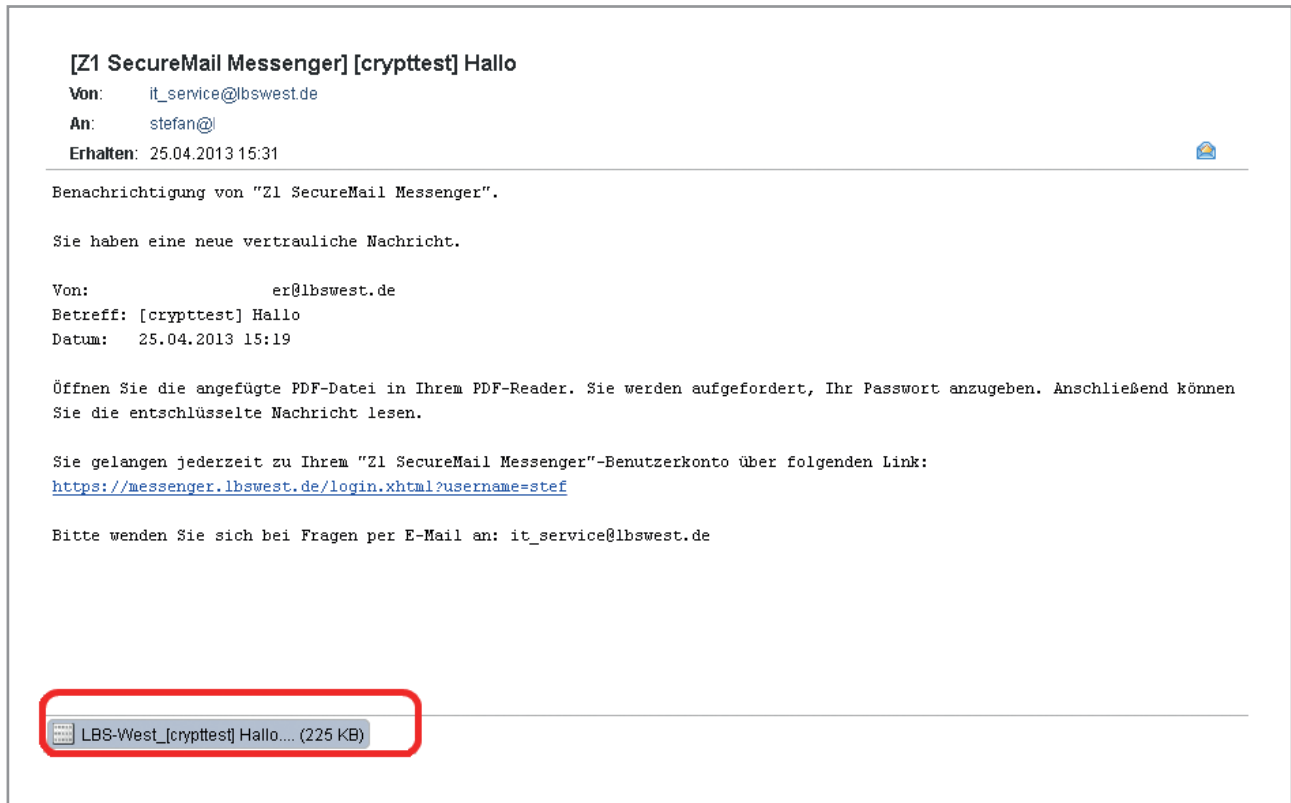 [Z1 SecureMail Messenger] [crypttest] Hallo
Von: it_service@lbswest.de
An: stefan@l
Erhalten: 25.04.2013 15:31
Benachrichtigung von "Z1 SecureMail Messenger".
Sie haben eine neue vertrauliche Nachricht.
Von: er@lbswest.de
Betreff: [crypttest] Hallo
Datum: 25.04.2013 15:19
Öffnen Sie die angefügte PDF-Datei in Ihrem PDF-Reader. Sie werden aufgefordert, Ihr Passwort anzugeben. Anschließend können
Sie die entschlüsselte Nachricht lesen.
Sie gelangen jederzeit zu Ihrem "Z1 SecureMail Messenger"-Benutzerkonto über folgenden Link:
https://messenger.lbswest.de/login.xhtml?username=stef
Bitte wenden Sie sich bei Fragen per E-Mail an: it_service@lbswest.de
LBS-West_[crypttest] Hallo.... (225 KB)